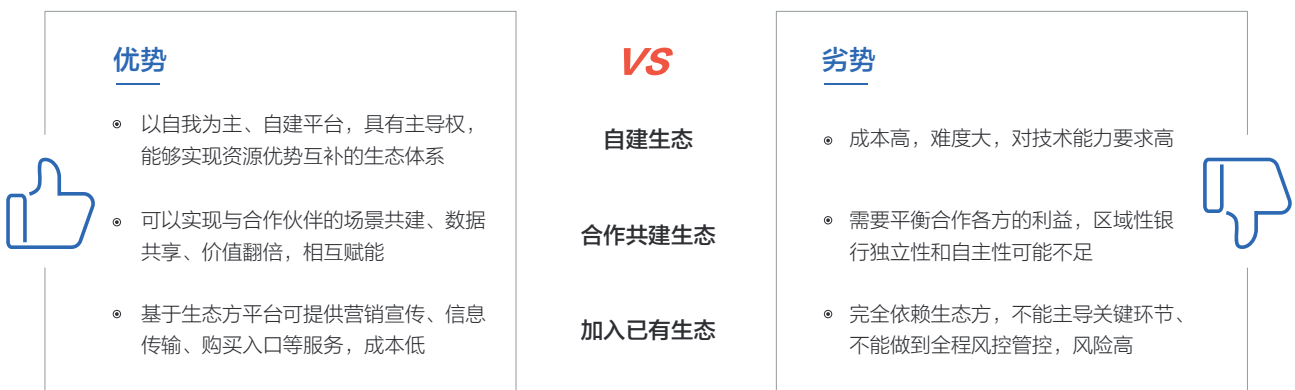 优势
以自我为主、自建平台，具有主导权，
能够实现资源优势互补的生态体系
可以实现与合作伙伴的场景共建、数据
共享、价值翻倍，相互赋能
基于生态方平台可提供营销宣传、信息
传输、购买入口等服务，成本低
VS
自建生态
合作共建生态
加入已有生态
劣势
成本高，难度大，对技术能力要求高
需要平衡合作各方的利益，区域性银
行独立性和自主性可能不足
完全依赖生态方，不能主导关键环节、
不能做到全程风控管控，风险高